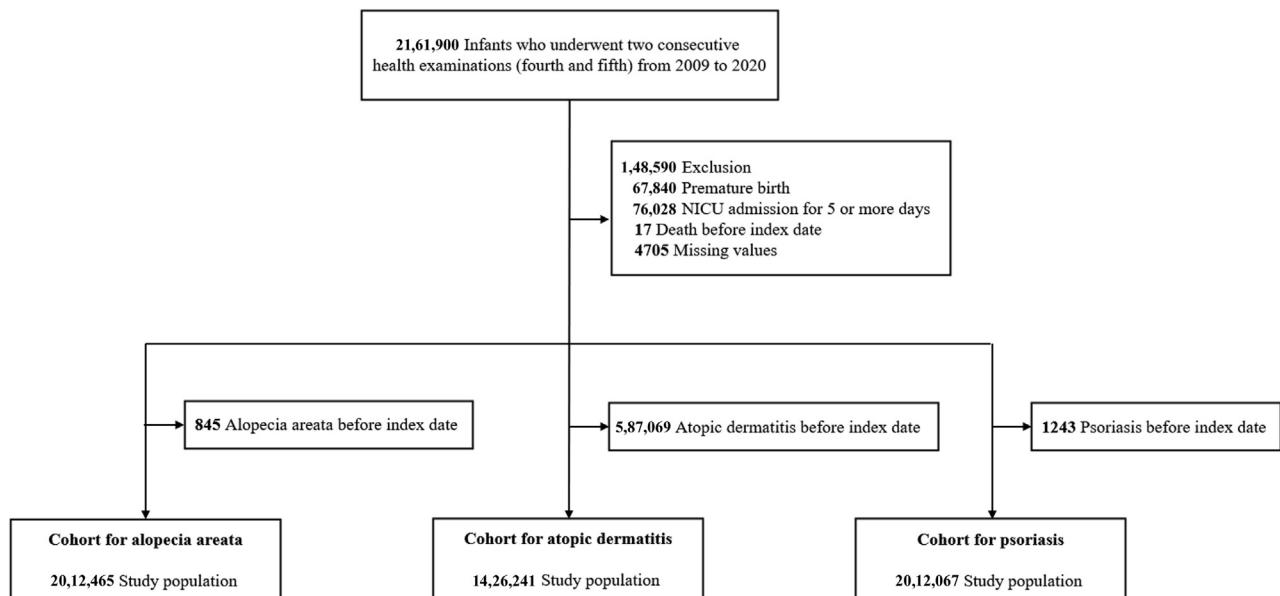 21,61,900 Infants who underwent two consecutive
health examinations (fourth and fifth) from 2009 to 2020
1,48,590 Exclusion
67,840 Premature birth
76,028 NICU admission for 5 or more days
17 Death before index date
4705 Missing values
845 Alopecia areata before index date
5,87,069 Atopic dermatitis before index date
1243 Psoriasis before index date
Cohort for alopecia areata
20,12,465 Study population
Cohort for atopic dermatitis
14,26,241 Study population
Cohort for psoriasis
20,12,067 Study population